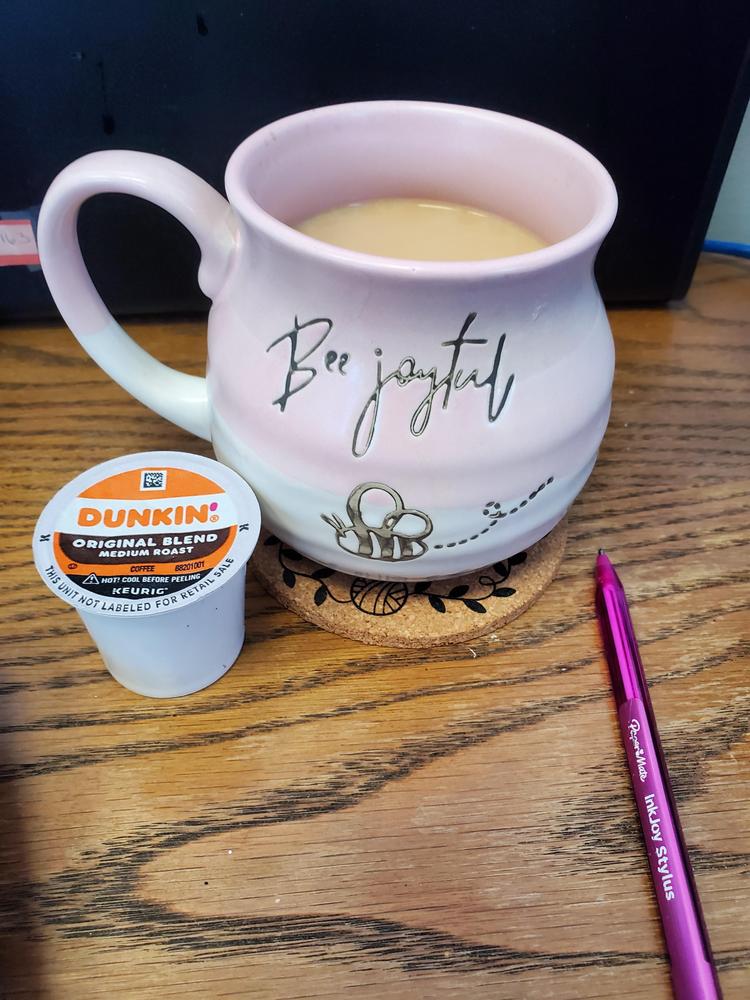 163
Bee joyful
DUNKIN'®
ORIGINAL BLEND
MEDIUM ROAST
COFFEE 68201001
HOT! COOL BEFORE PEELING
KEURIG®
THIS UNIT NOT LABELED FOR RETAIL SALE
K
K
PaperMate
InkJoy Stylus